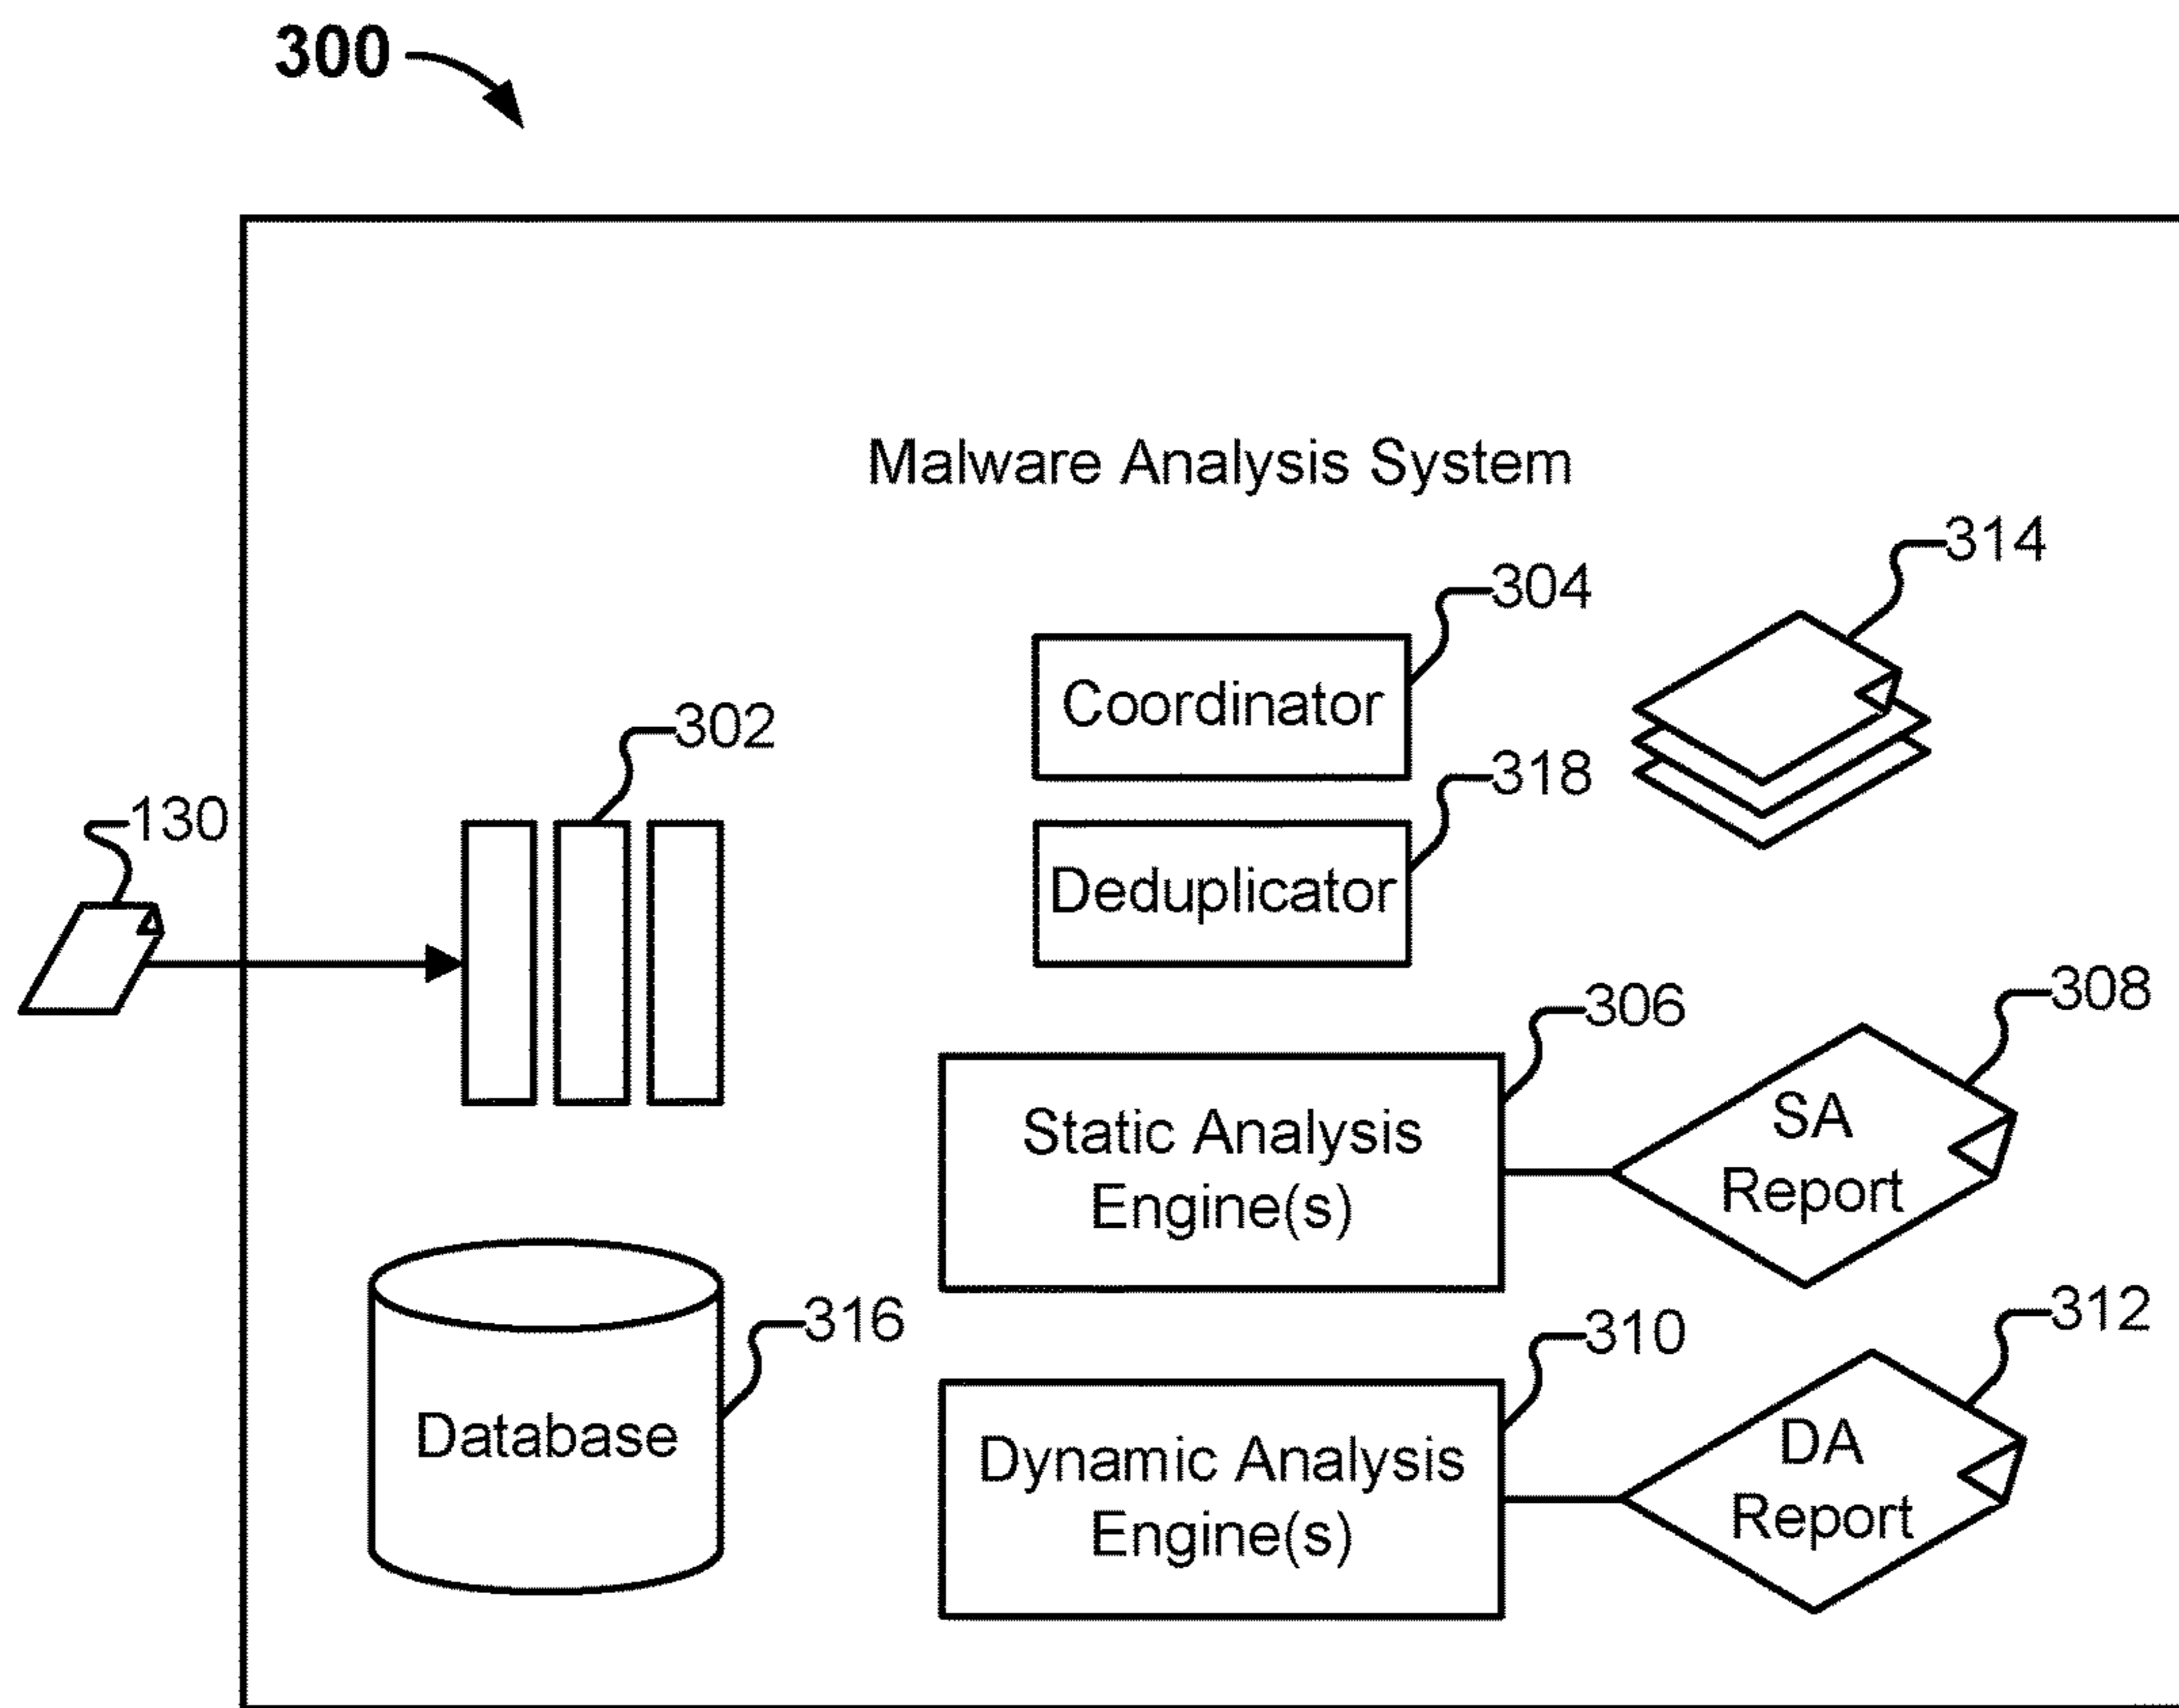 300
Malware Analysis System
314
304
Coordinator
302
318
130
Deduplicator
306
308
Static Analysis
Engine(s)
SA
Report
316
310
312
Database
Dynamic Analysis
Engine(s)
DA
Report